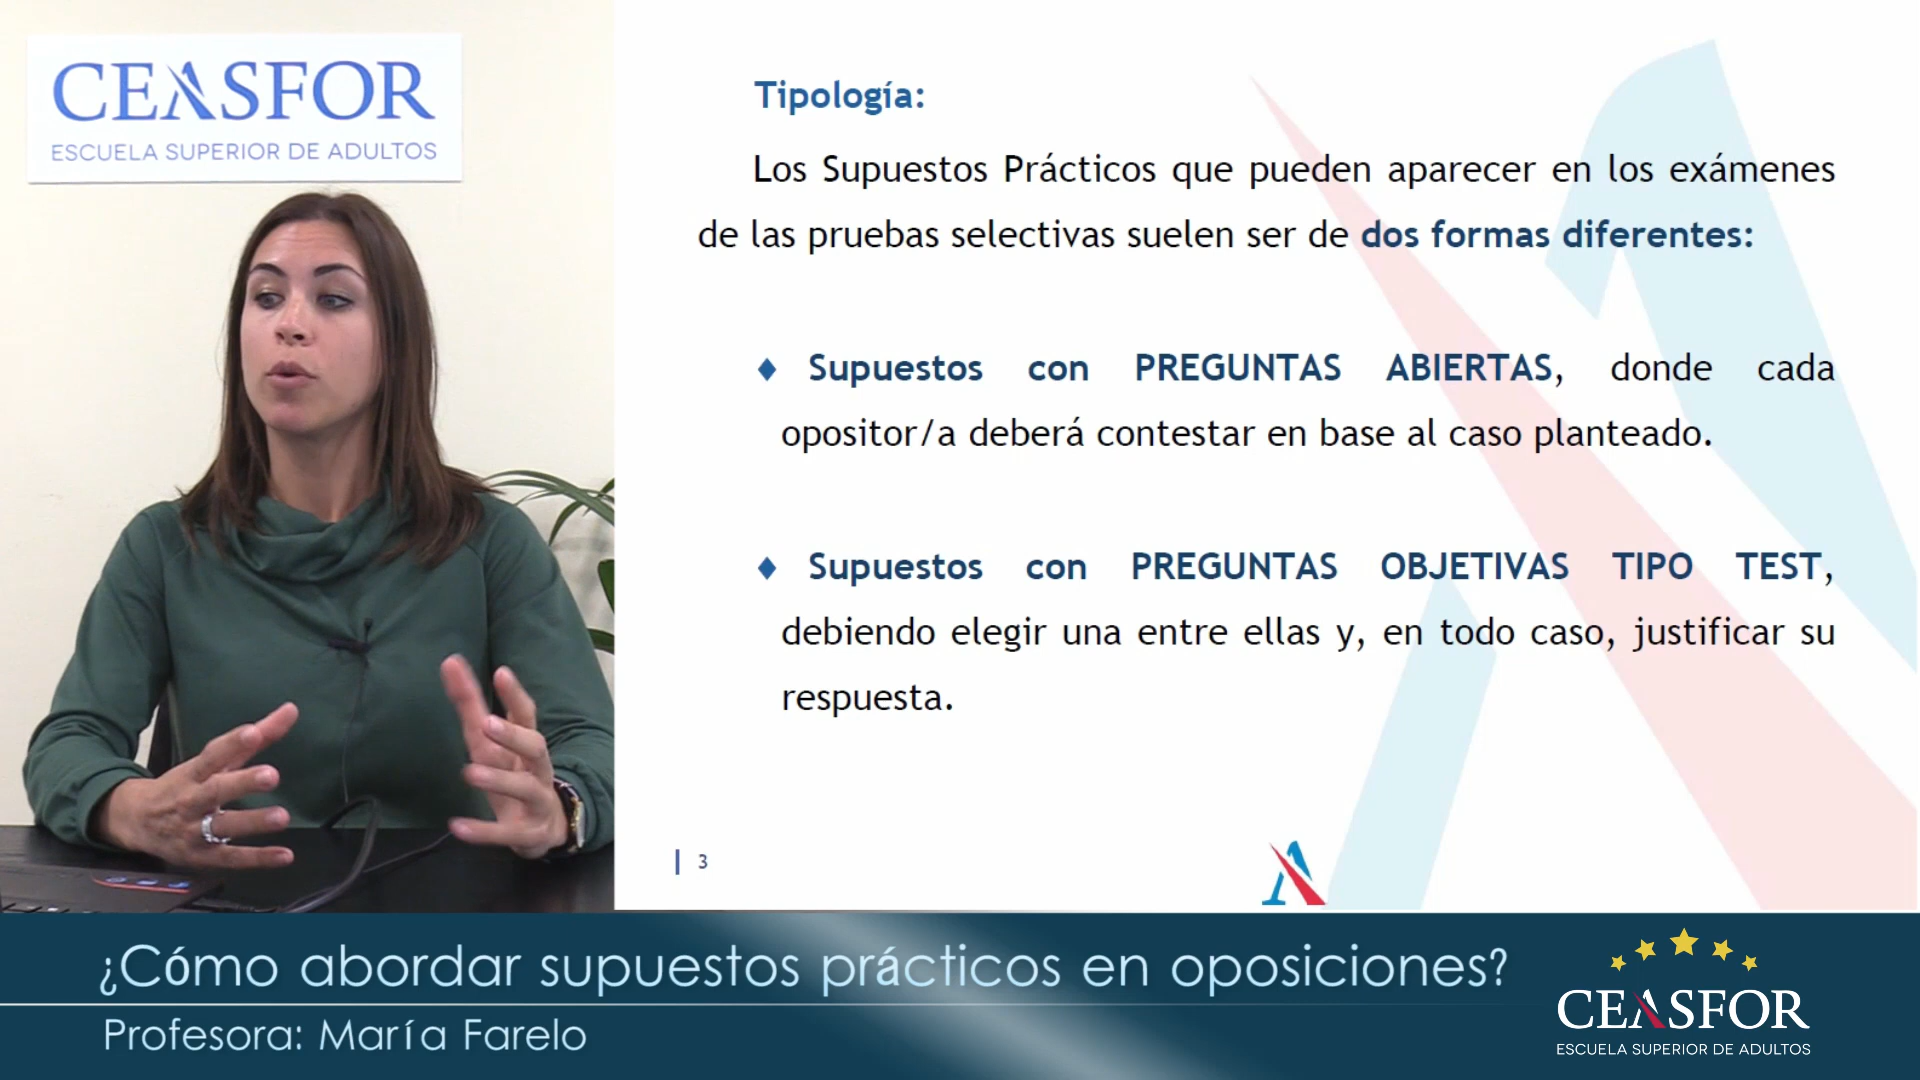 CEASFOR
ESCUELA SUPERIOR DE ADULTOS
Tipología:
Los Supuestos Prácticos que pueden aparecer en los exámenes
de las pruebas selectivas suelen ser de dos formas diferentes:
♦ Supuestos con PREGUNTAS ABIERTAS, donde cada
opositor/a deberá contestar en base al caso planteado.
♦ Supuestos con PREGUNTAS OBJETIVAS TIPO TEST,
debiendo elegir una entre ellas y, en todo caso, justificar su
respuesta.
| 3
¿Cómo abordar supuestos prácticos en oposiciones?
Profesora: María Farelo
CEASFOR
ESCUELA SUPERIOR DE ADULTOS